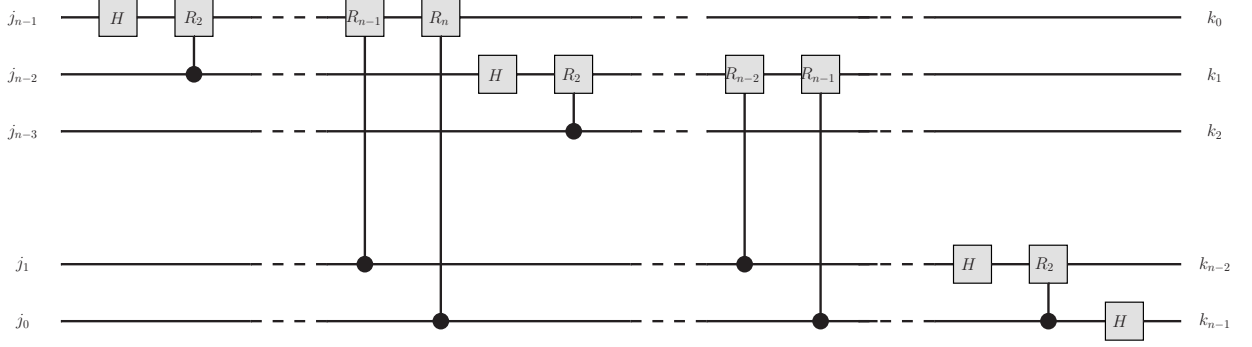 j_{n-1} H R_2 R_{n-1} R_n k_0
j_{n-2} H R_2 R_{n-2} R_{n-1} k_1
j_{n-3} k_2
j_1 H R_2 k_{n-2}
j_0 H k_{n-1}